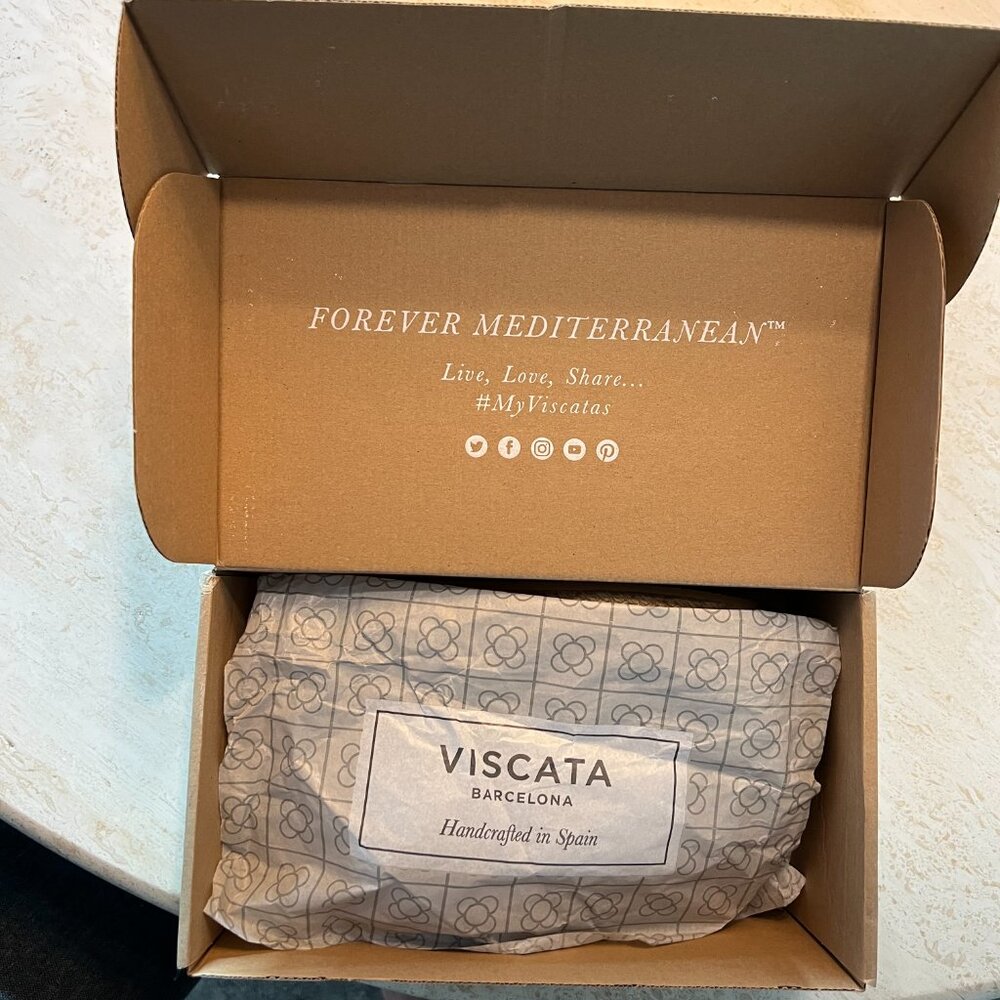 FOREVER MEDITERRANEAN™
Live, Love, Share...
#MyViscatas
VISCATA
BARCELONA
Handcrafted in Spain